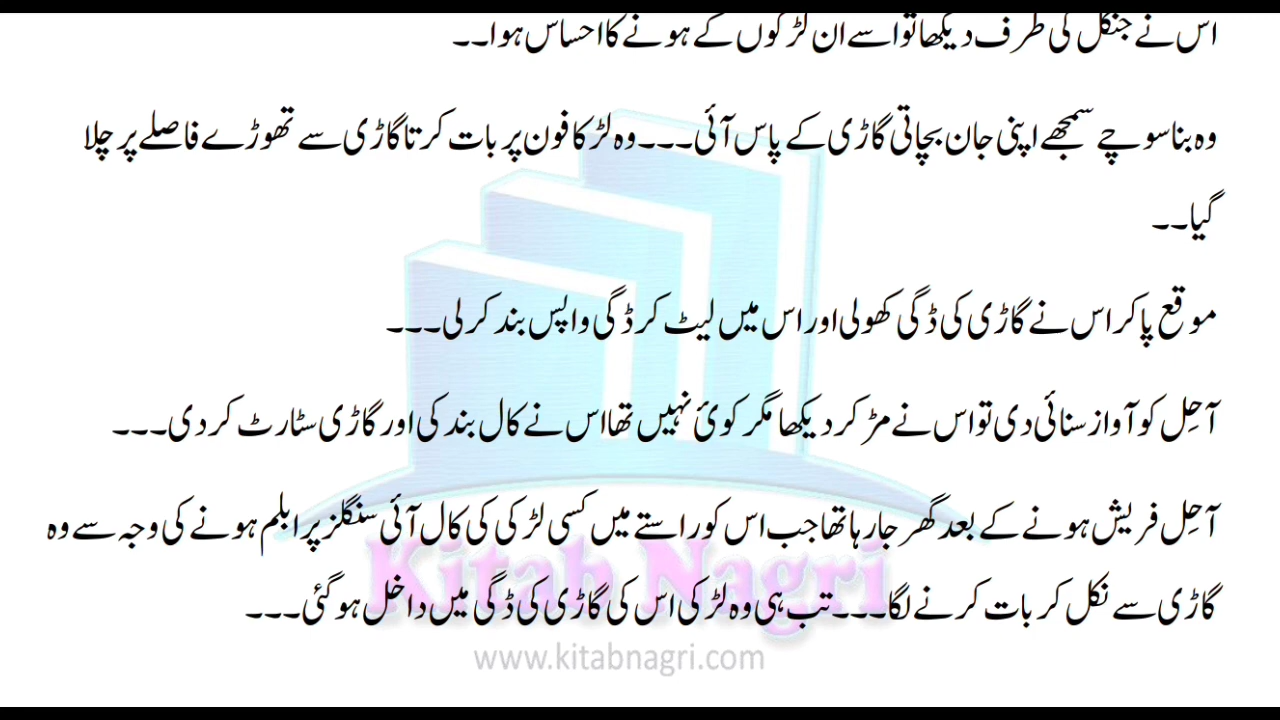 اس نے جنگل کی طرف دیکھا تو اسے ان لڑکوں کے ہونے کا احساس ہوا۔۔
وہ بنا سوچے سمجھے اپنی جان بچاتی گاڑی کے پاس آئی۔۔۔ وہ لڑکا فون پر بات کرتا گاڑی سے تھوڑے فاصلے پر چلا
گیا۔۔
موقع پا کر اس نے گاڑی کی ڈگی کھولی اور اس میں لیٹ کر ڈگی واپس بند کر لی۔۔۔
آحِل کو آواز سنائی دی تو اس نے مڑ کر دیکھا مگر کوئ نہیں تھا اس نے کال بند کی اور گاڑی سٹارٹ کر دی۔۔۔
آحِل فریش ہونے کے بعد گھر جا رہا تھا جب اس کو راستے میں کسی لڑکی کی کال آئی سنگلز پرابلم ہونے کی وجہ سے وہ
گاڑی سے نکل کر بات کرنے لگا۔۔۔ تب ہی وہ لڑکی اس کی گاڑی کی ڈگی میں داخل ہو گئی۔۔۔
Kitab Nagri
www.kitabnagri.com